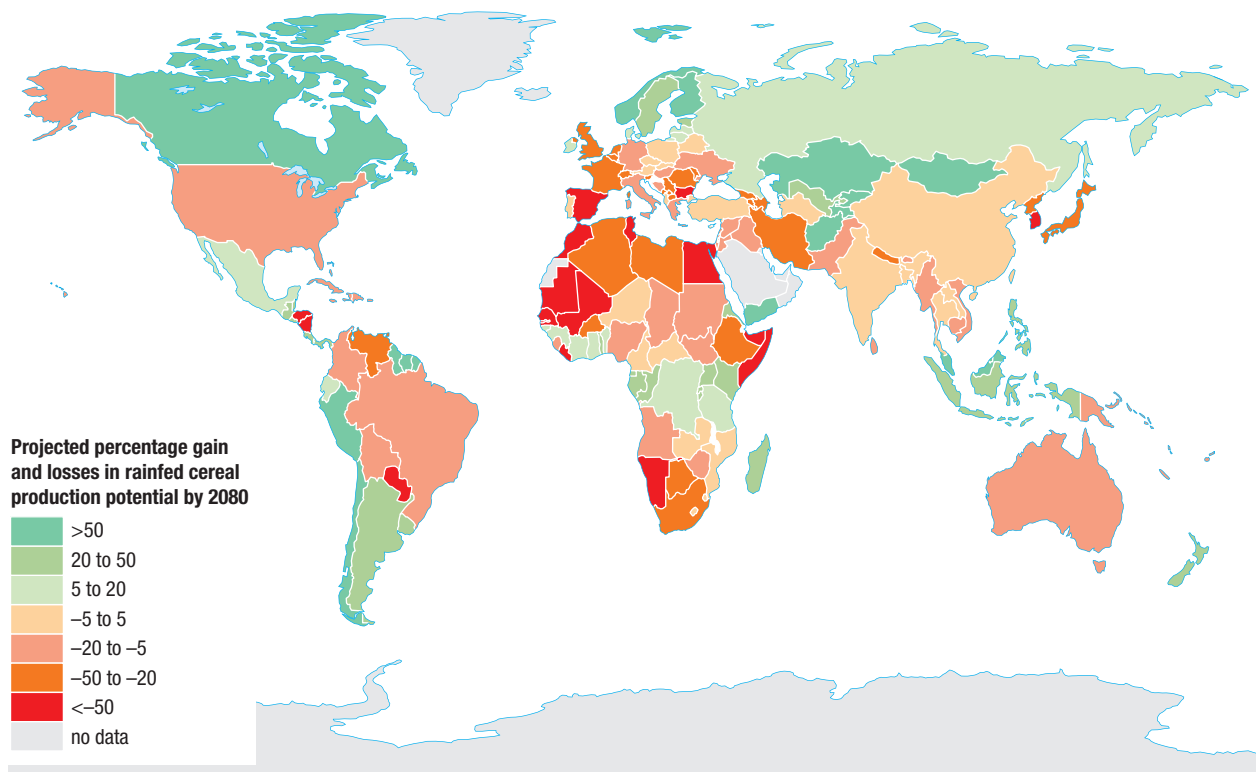 Projected percentage gain
and losses in rainfed cereal
production potential by 2080
>50
20 to 50
5 to 20
–5 to 5
–20 to –5
–50 to –20
<–50
no data